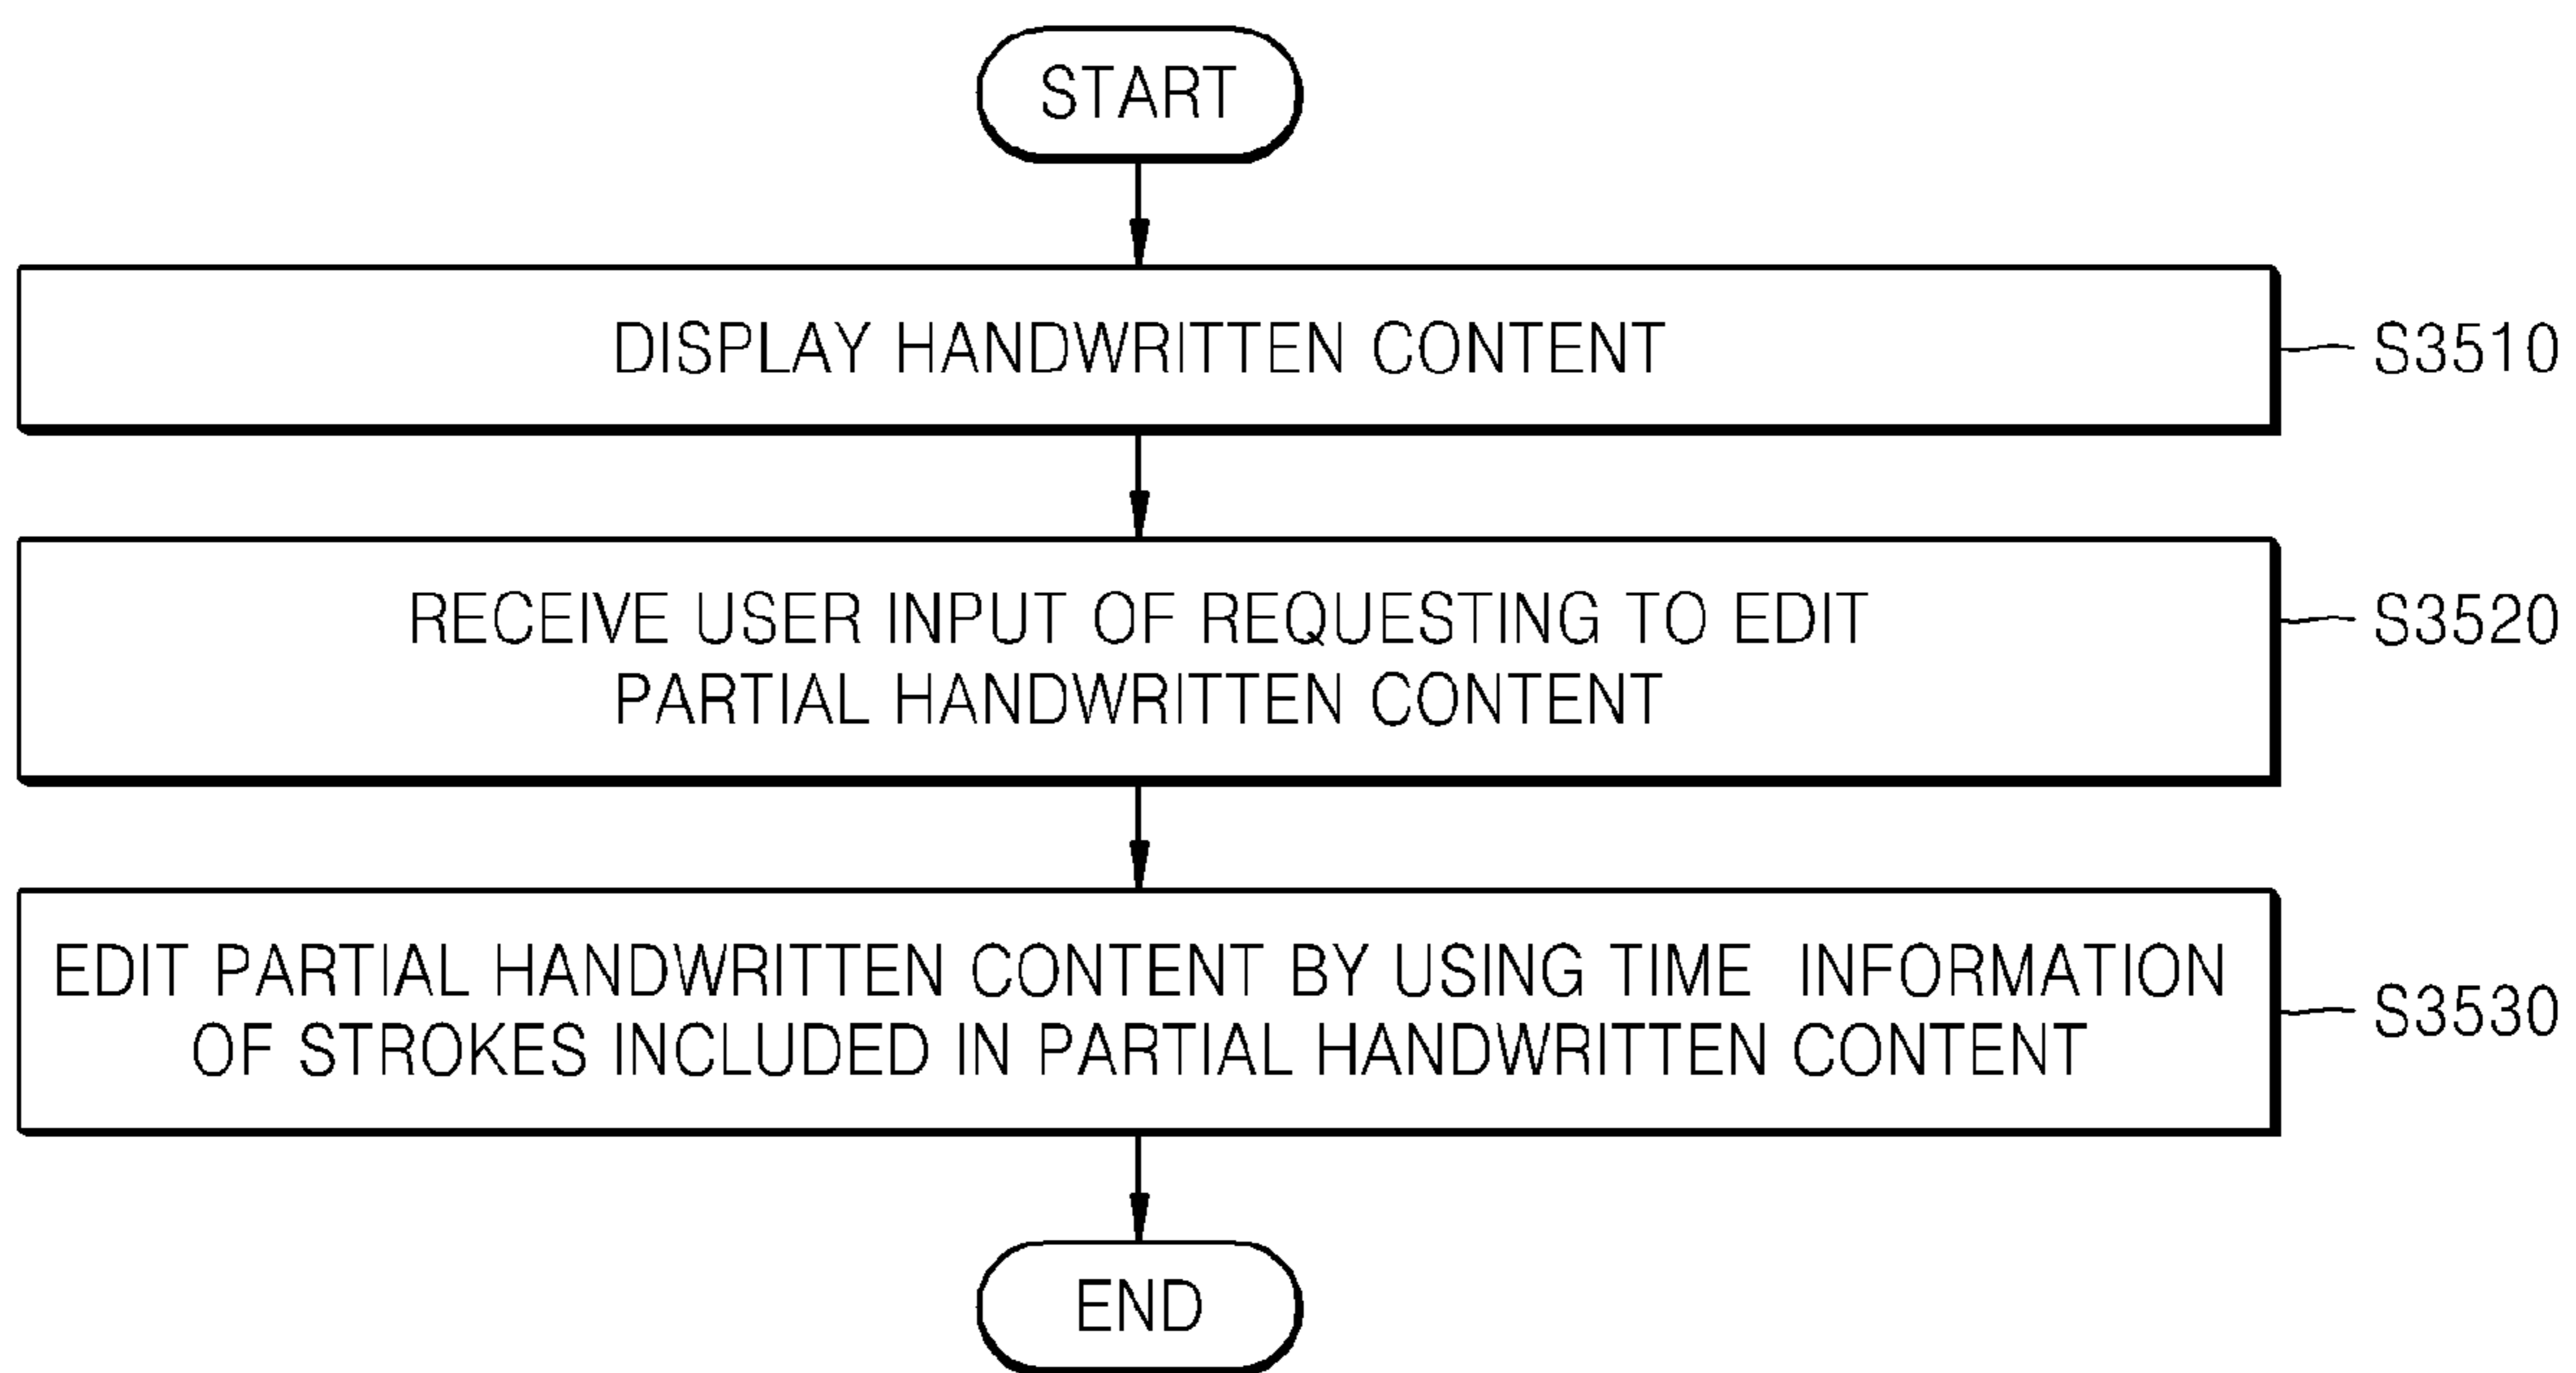 START
DISPLAY HANDWRITTEN CONTENT
S3510
RECEIVE USER INPUT OF REQUESTING TO EDIT
PARTIAL HANDWRITTEN CONTENT
S3520
EDIT PARTIAL HANDWRITTEN CONTENT BY USING TIME INFORMATION
OF STROKES INCLUDED IN PARTIAL HANDWRITTEN CONTENT
S3530
END